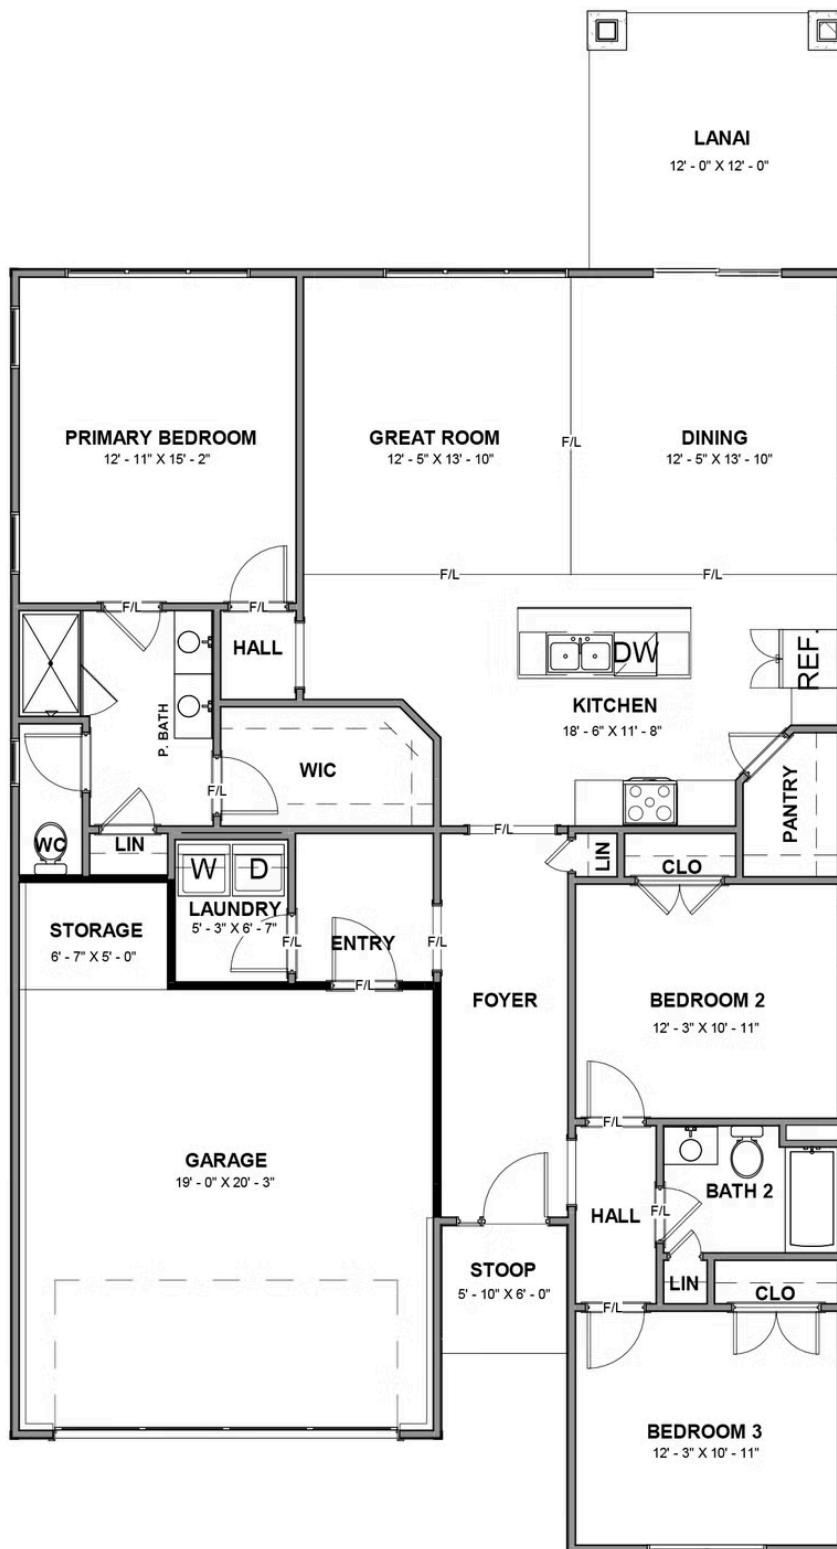 LANAI
12' - 0" X 12' - 0"
PRIMARY BEDROOM
12' - 11" X 15' - 2"
GREAT ROOM
12' - 5" X 13' - 10"
F/L
DINING
12' - 5" X 13' - 10"
F/L
F/L
F/L
F/L
HALL
P. BATH
DW
REF.
KITCHEN
18' - 6" X 11' - 8"
WIC
F/L
PANTRY
F/L
WC
LIN
LIN
CLO
W
D
LAUNDRY
5' - 3" X 6' - 7"
F/L
ENTRY
F/L
F/L
STORAGE
6' - 7" X 5' - 0"
FOYER
BEDROOM 2
12' - 3" X 10' - 11"
F/L
GARAGE
19' - 0" X 20' - 3"
BATH 2
F/L
HALL
STOOP
5' - 10" X 6' - 0"
LIN
CLO
F/L
BEDROOM 3
12' - 3" X 10' - 11"